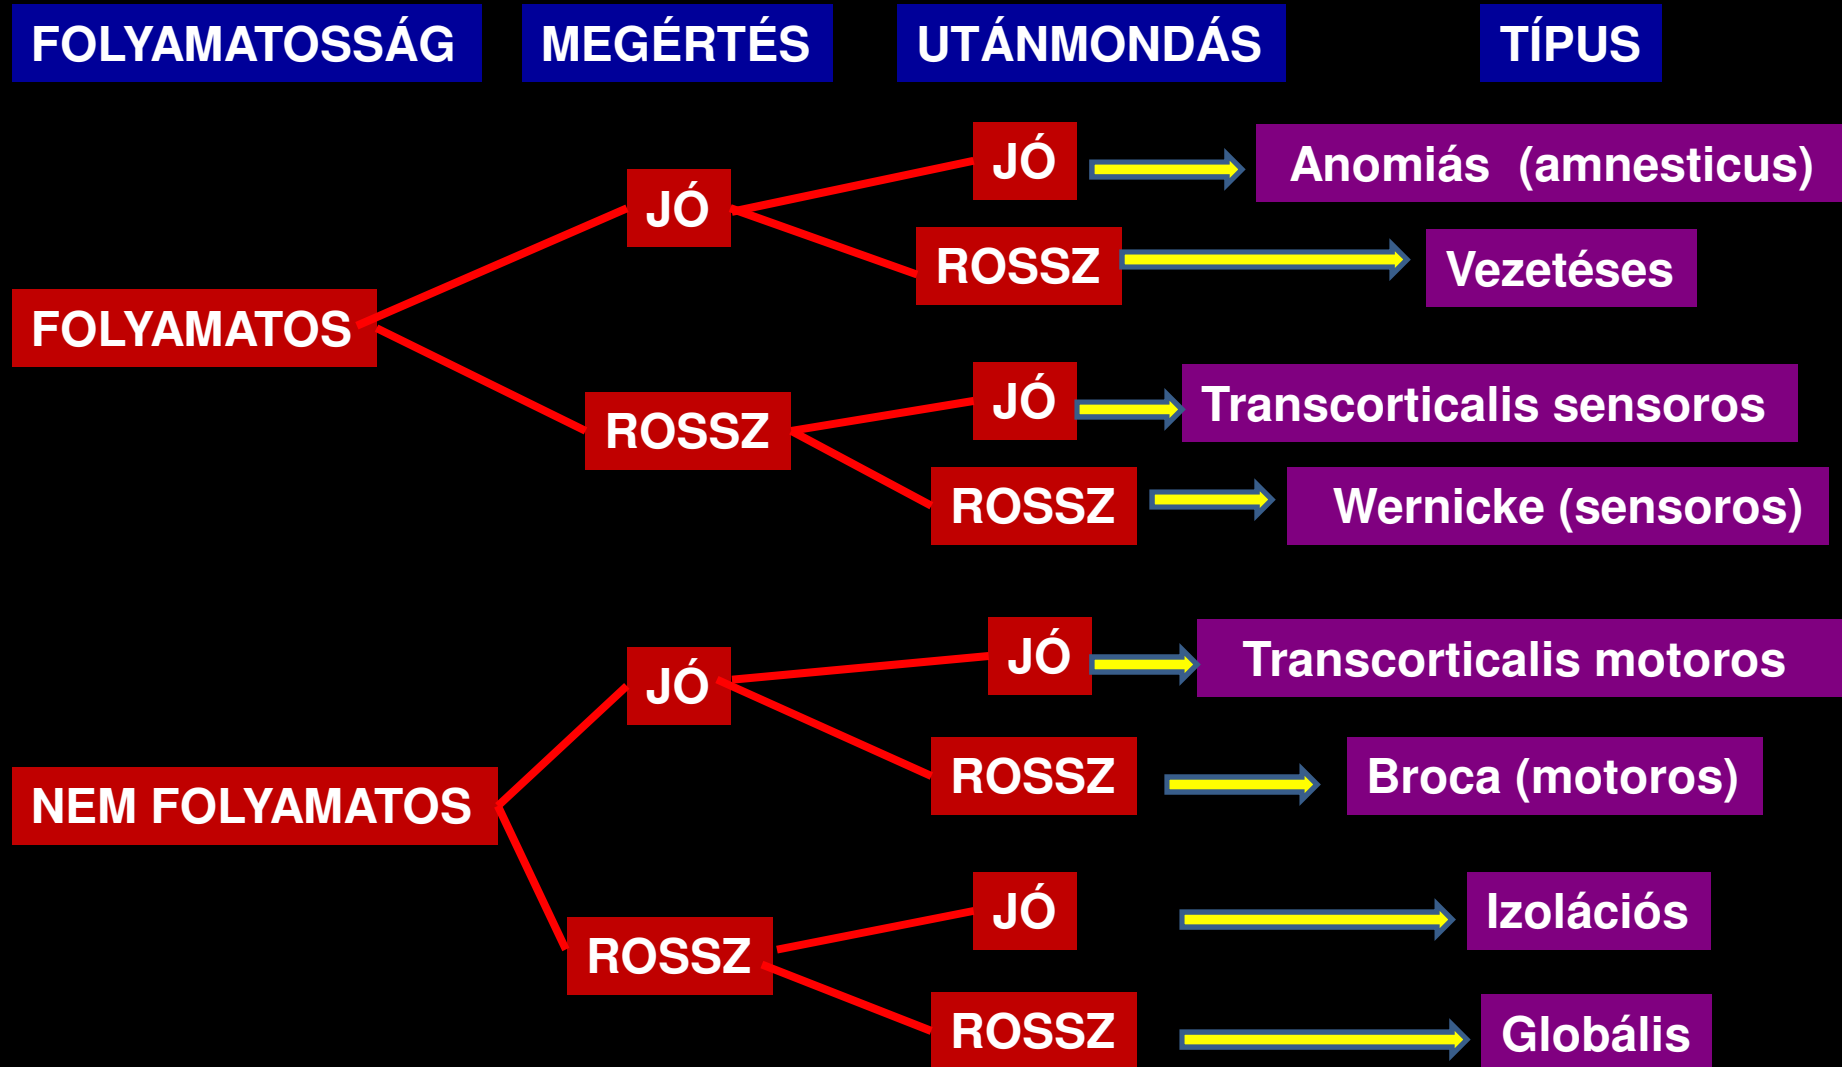 FOLYAMATOSSÁG MEGÉRTÉS UTÁNMONDÁS TÍPUS
JÓ Anomiás (amnesticus)
JÓ
ROSSZ Vezetéses
FOLYAMATOS
JÓ Transcorticalis sensoros
ROSSZ
ROSSZ Wernicke (sensoros)
JÓ Transcorticalis motoros
JÓ
ROSSZ Broca (motoros)
NEM FOLYAMATOS
JÓ Izolációs
ROSSZ
ROSSZ Globális